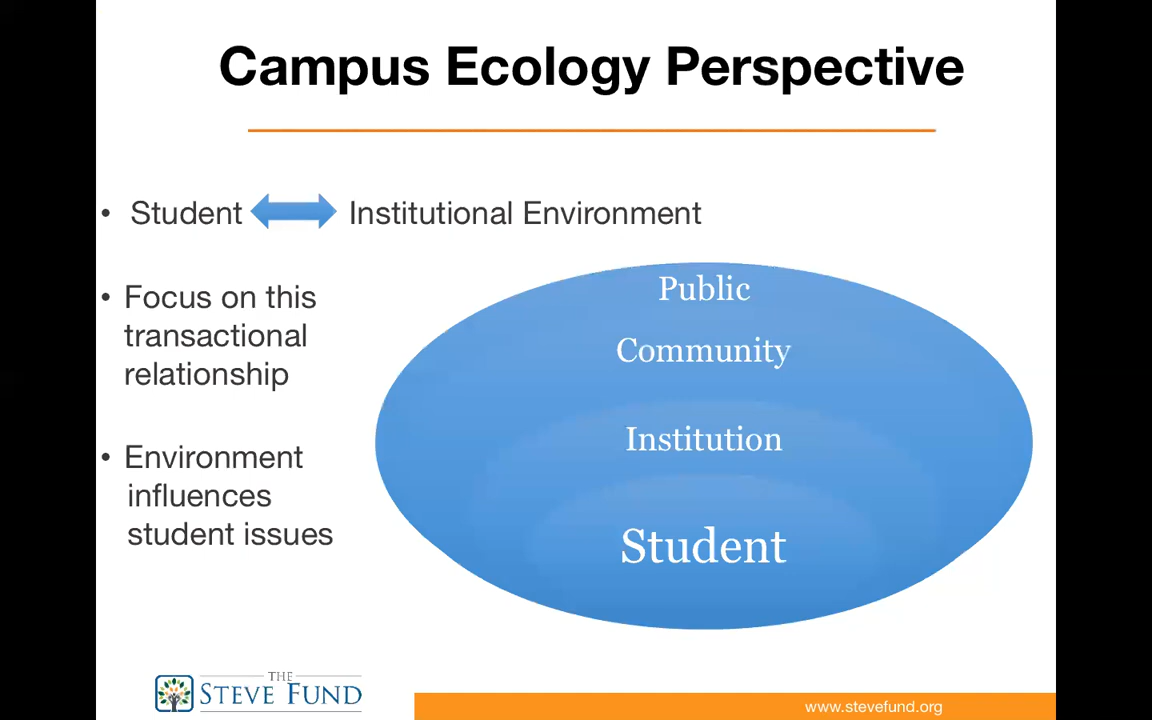 Campus Ecology Perspective
• Student Institutional Environment
• Focus on this
transactional
relationship
• Environment
influences
student issues
Public
Community
Institution
Student
THE
STEVE FUND
www.stevefund.org